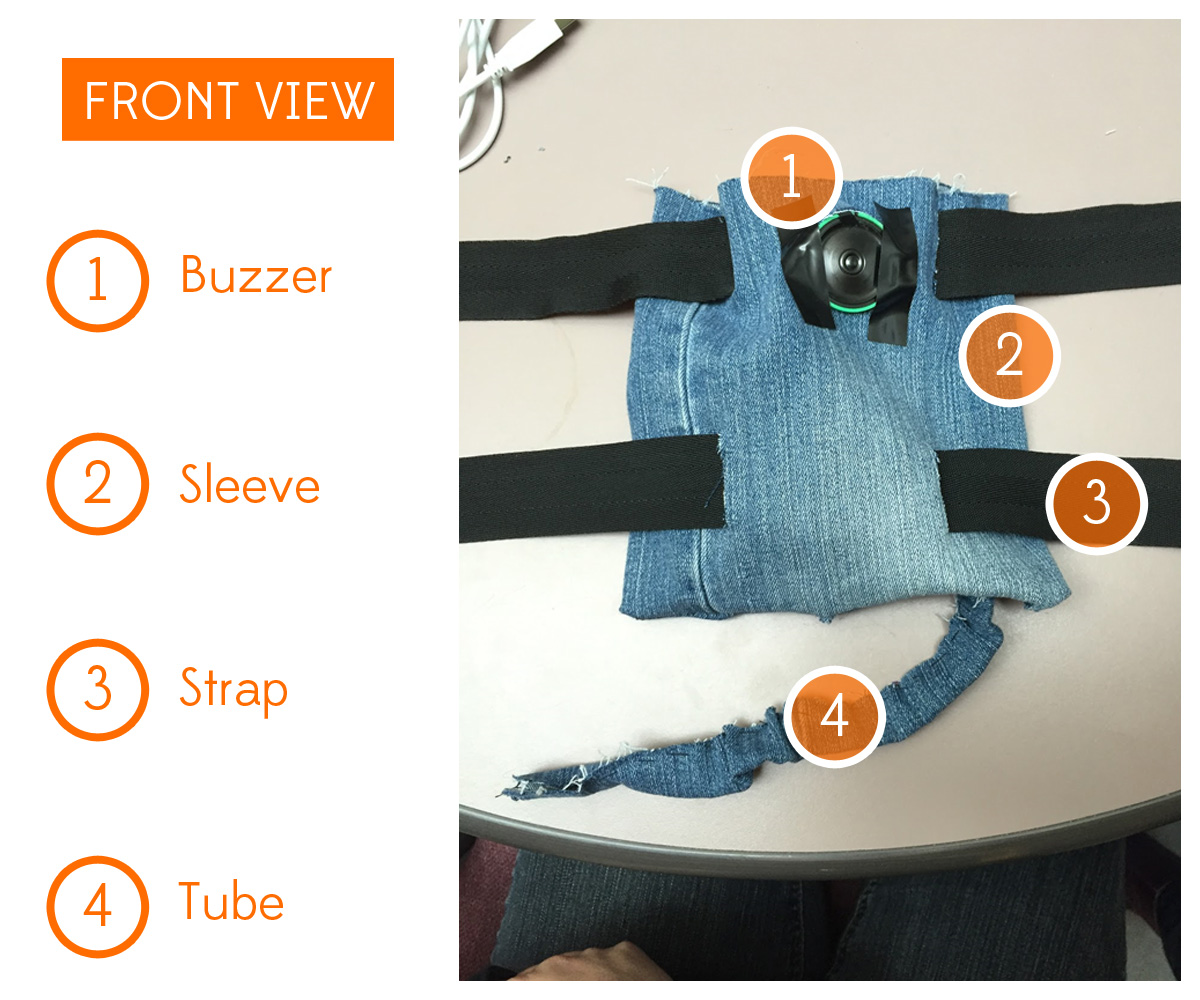 FRONT VIEW
1 Buzzer
2 Sleeve
3 Strap
4 Tube
1
2
3
4